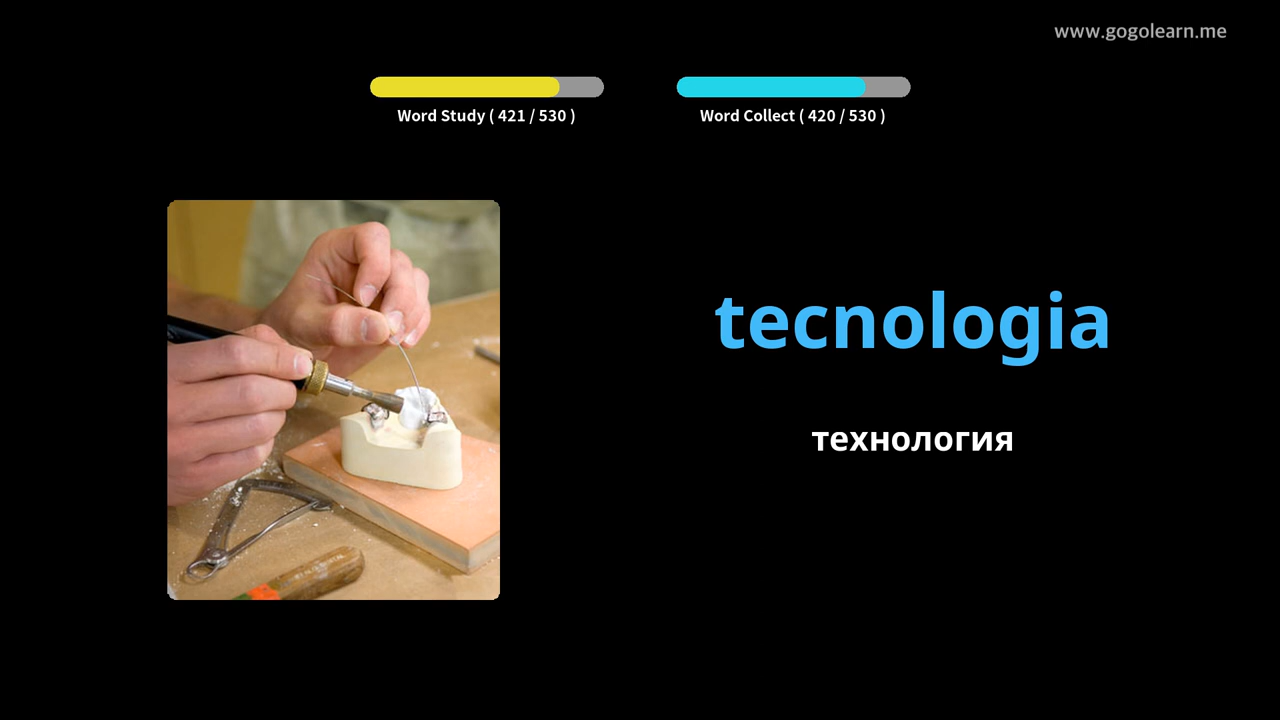 www.gogolearn.me
Word Study ( 421 / 530 )
Word Collect ( 420 / 530 )
tecnologia
технология